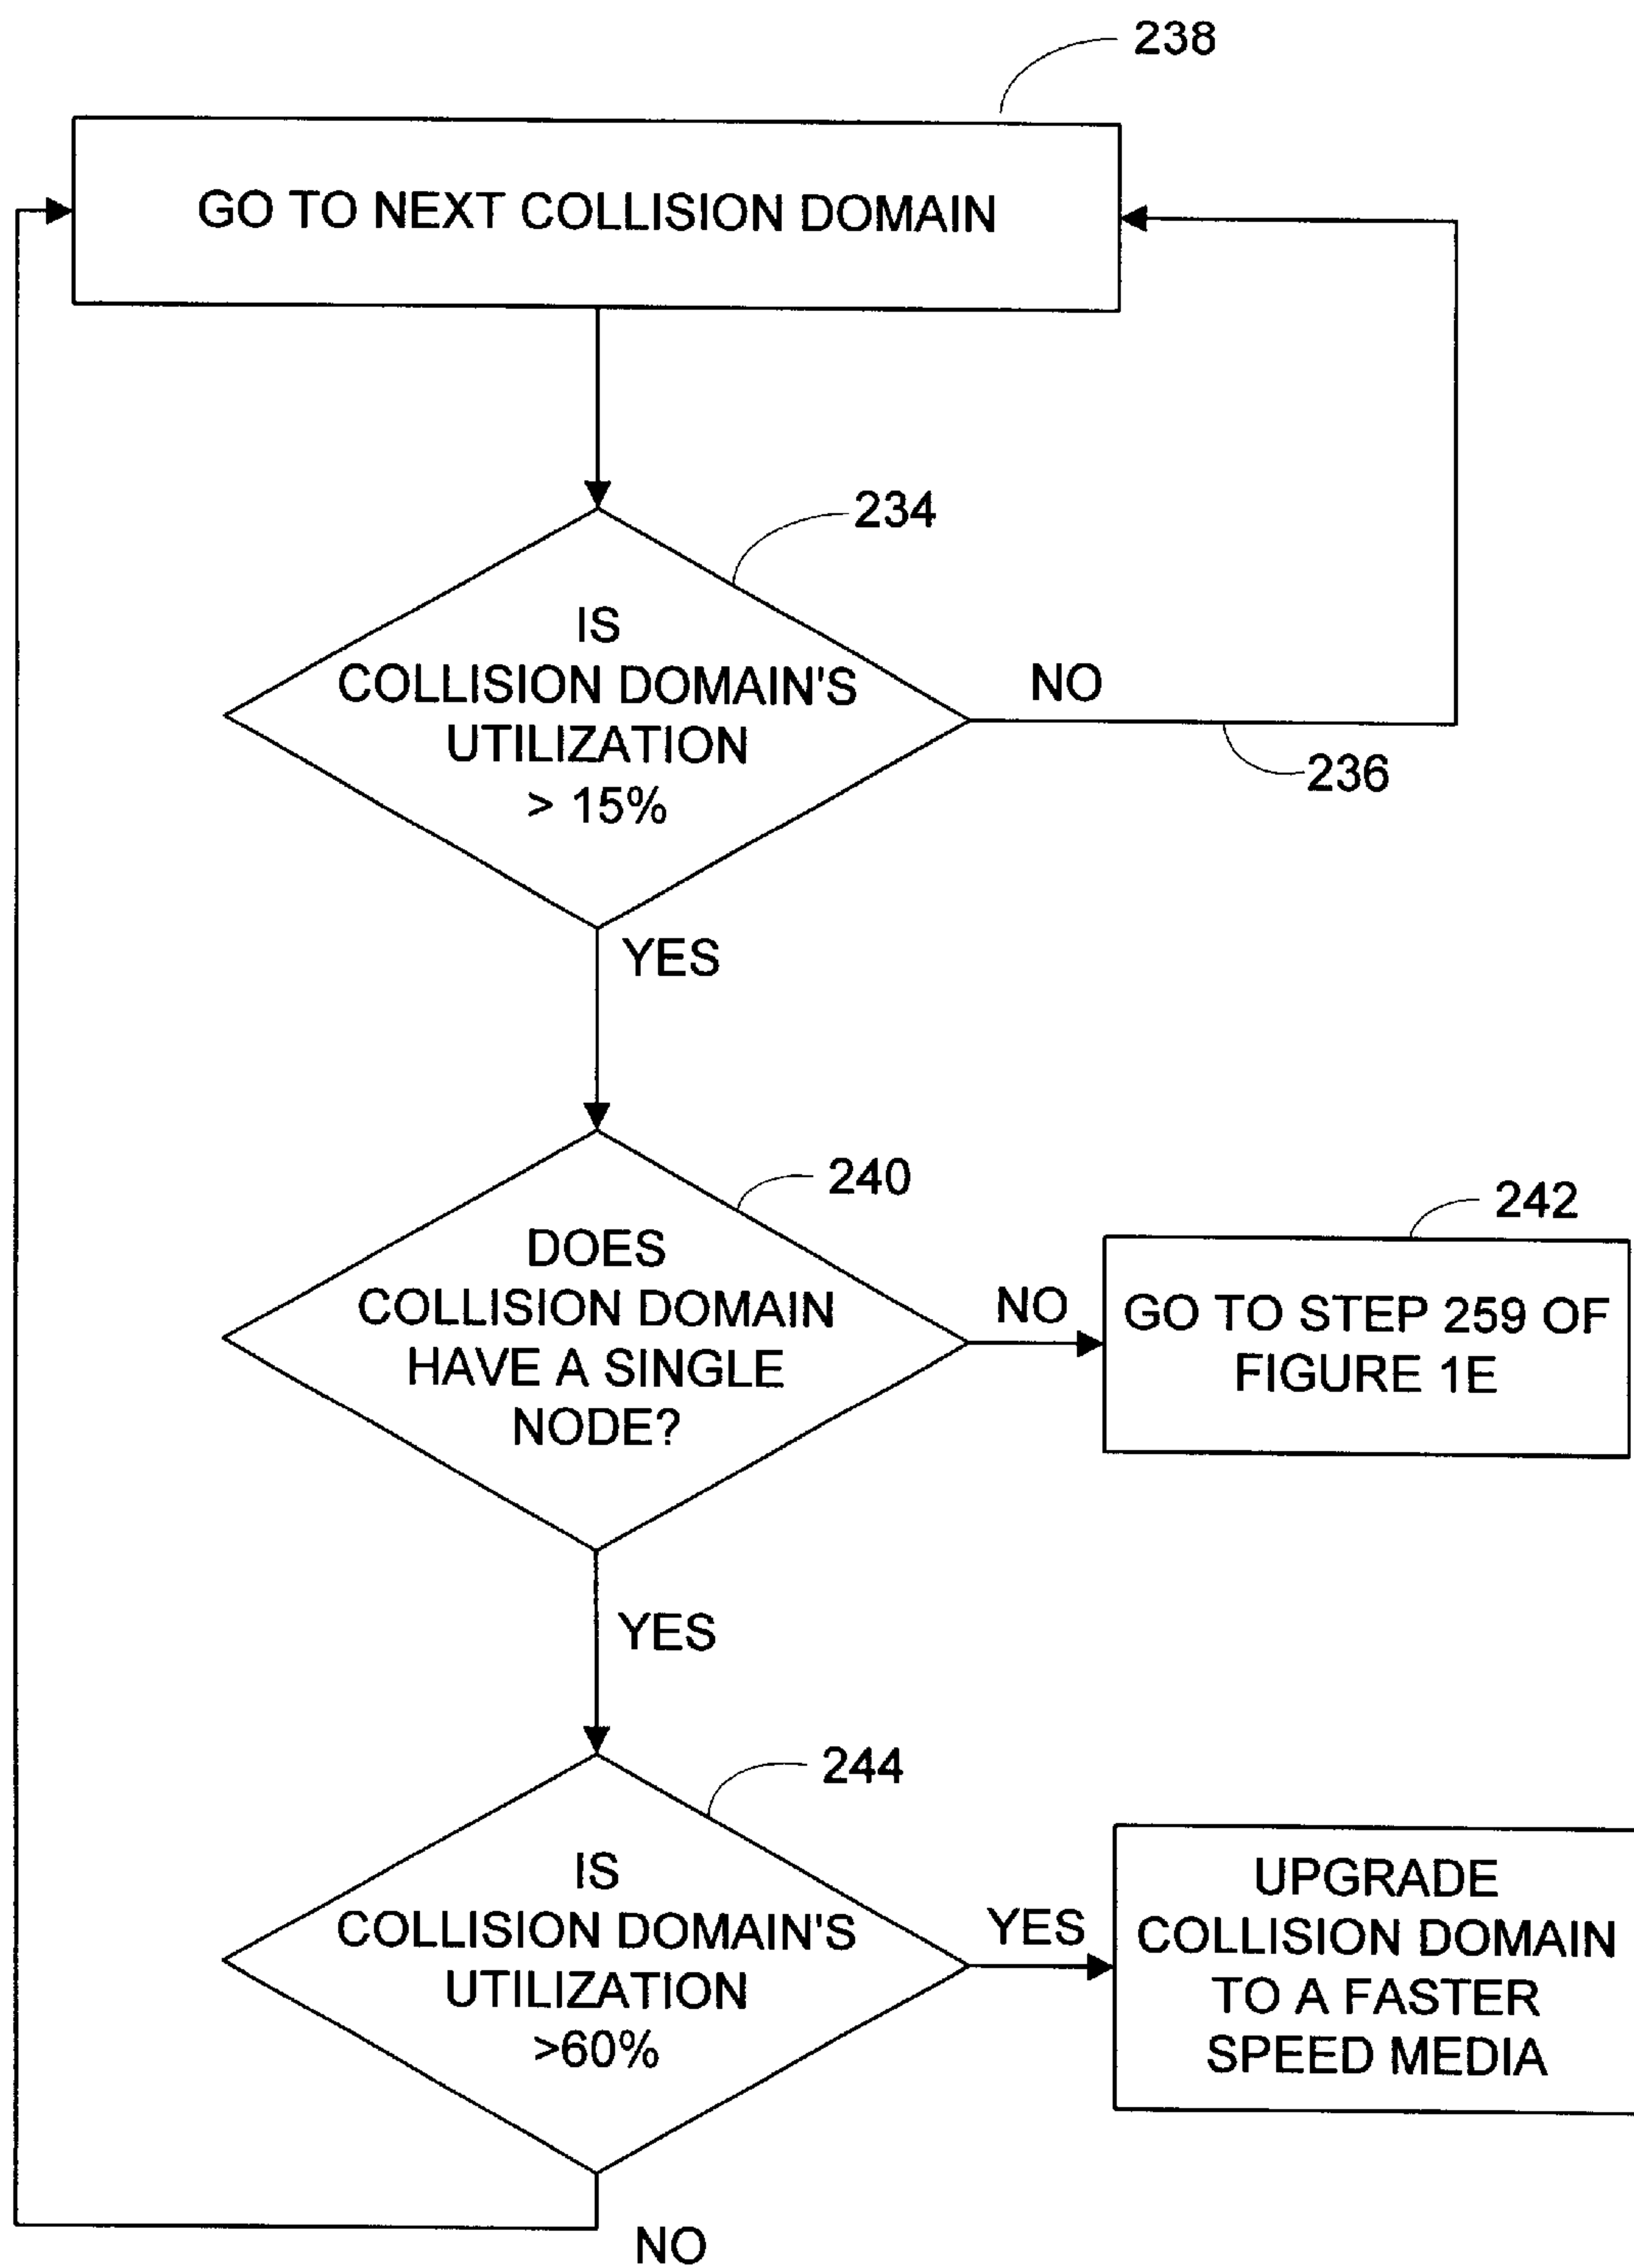 238
GO TO NEXT COLLISION DOMAIN
234
IS
COLLISION DOMAIN'S
UTILIZATION
> 15%
NO
236
YES
240
DOES
COLLISION DOMAIN
HAVE A SINGLE
NODE?
NO
242
GO TO STEP 259 OF
FIGURE 1E
YES
244
IS
COLLISION DOMAIN'S
UTILIZATION
>60%
YES
UPGRADE
COLLISION DOMAIN
TO A FASTER
SPEED MEDIA
NO